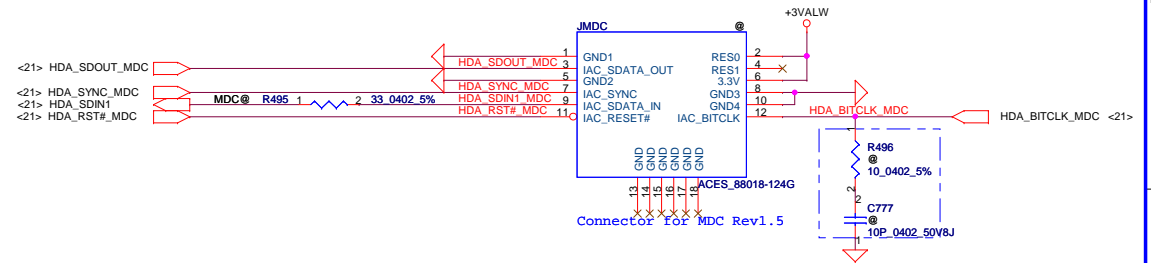 +3VALW
JMDC @
1 GND1 RES0 2
<21> HDA_SDOUT_MDC HDA_SDOUT_MDC 3 IAC_SDATA_OUT RES1 4
5 GND2 3.3V 6
<21> HDA_SYNC_MDC HDA_SYNC_MDC 7 IAC_SYNC GND3 8
<21> HDA_SDIN1 MDC@ R495 1 2 33_0402_5% HDA_SDIN1_MDC 9 IAC_SDATA_IN GND4 10
<21> HDA_RST#_MDC HDA_RST#_MDC 11 IAC_RESET# IAC_BITCLK 12 HDA_BITCLK_MDC HDA_BITCLK_MDC <21>
1
R496
@
10_0402_5%
2
GND GND GND GND GND GND
13 14 15 16 17 18
ACES_88018-124G
Connector for MDC Rev1.5
2
C777
@
10P_0402_50V8J
1